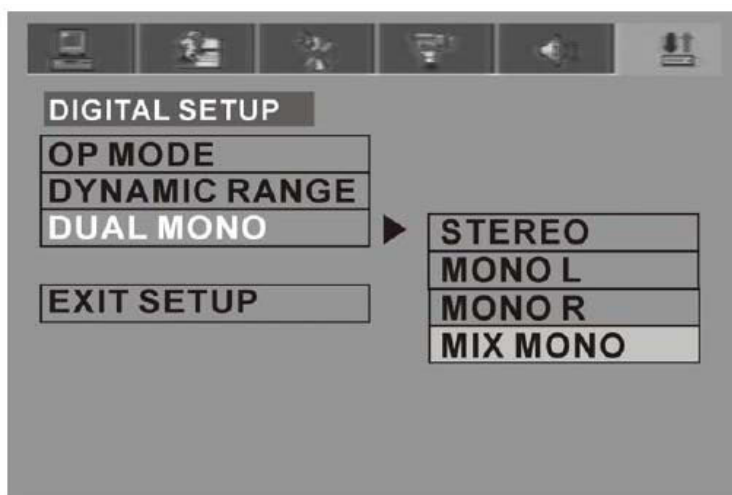 DIGITAL SETUP
OP MODE
DYNAMIC RANGE
DUAL MONO
EXIT SETUP
STEREO
MONO L
MONO R
MIX MONO